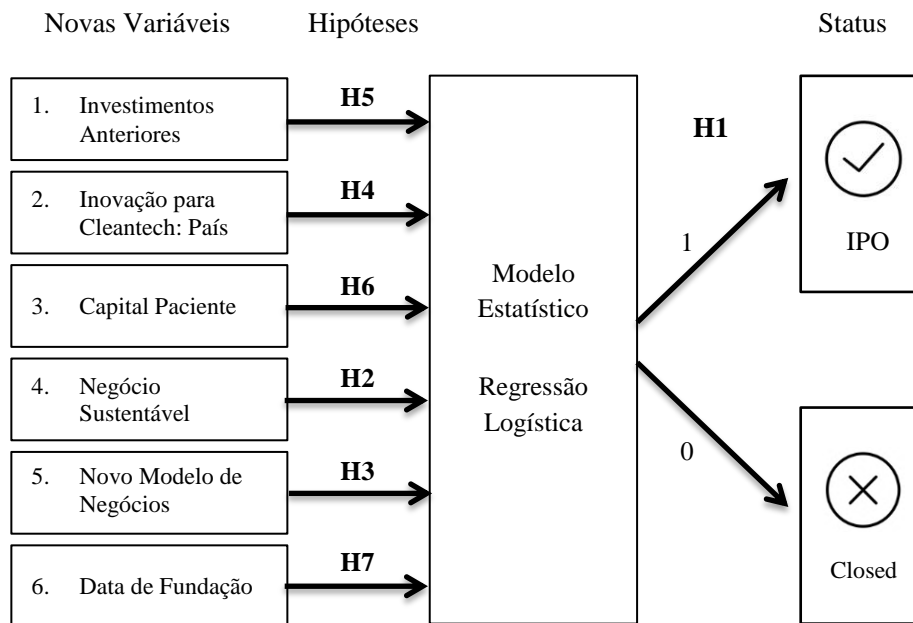 Novas Variáveis
Hipóteses
Status
1. Investimentos
Anteriores
H5
2. Inovação para
Cleantech: País
H4
3. Capital Paciente
H6
4. Negócio
Sustentável
H2
5. Novo Modelo de
Negócios
H3
6. Data de Fundação
H7
Modelo
Estatístico
Regressão
Logística
H1
1
0
IPO
Closed